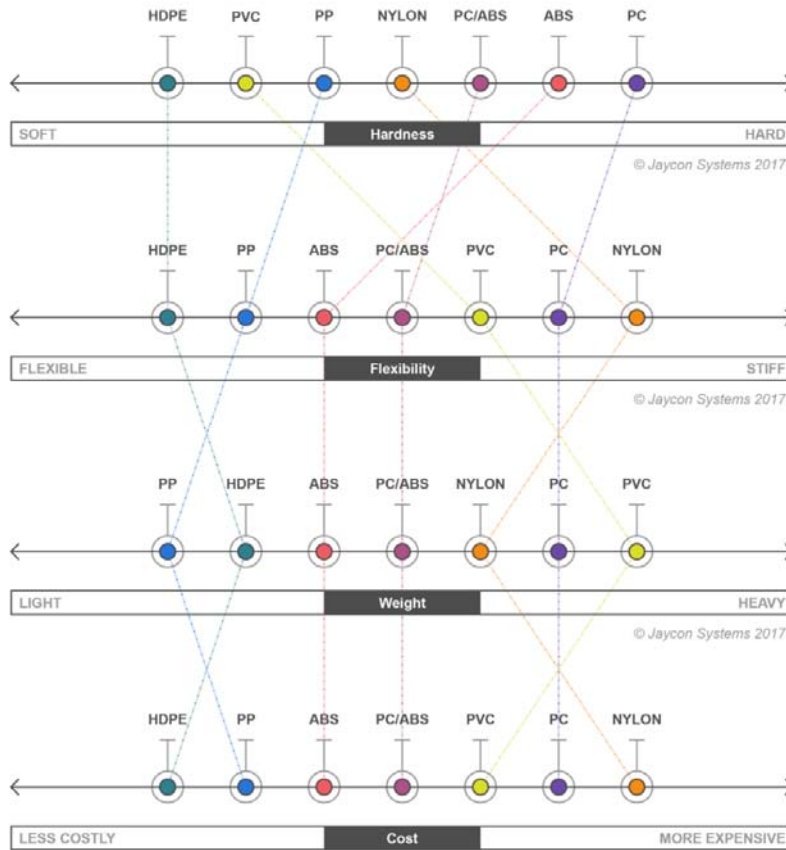 HDPE PVC PP NYLON PC/ABS ABS PC
SOFT Hardness HARD
© Jaycon Systems 2017
HDPE PP ABS PC/ABS PVC PC NYLON
FLEXIBLE Flexibility STIFF
© Jaycon Systems 2017
PP HDPE ABS PC/ABS NYLON PC PVC
LIGHT Weight HEAVY
© Jaycon Systems 2017
HDPE PP ABS PC/ABS PVC PC NYLON
LESS COSTLY Cost MORE EXPENSIVE